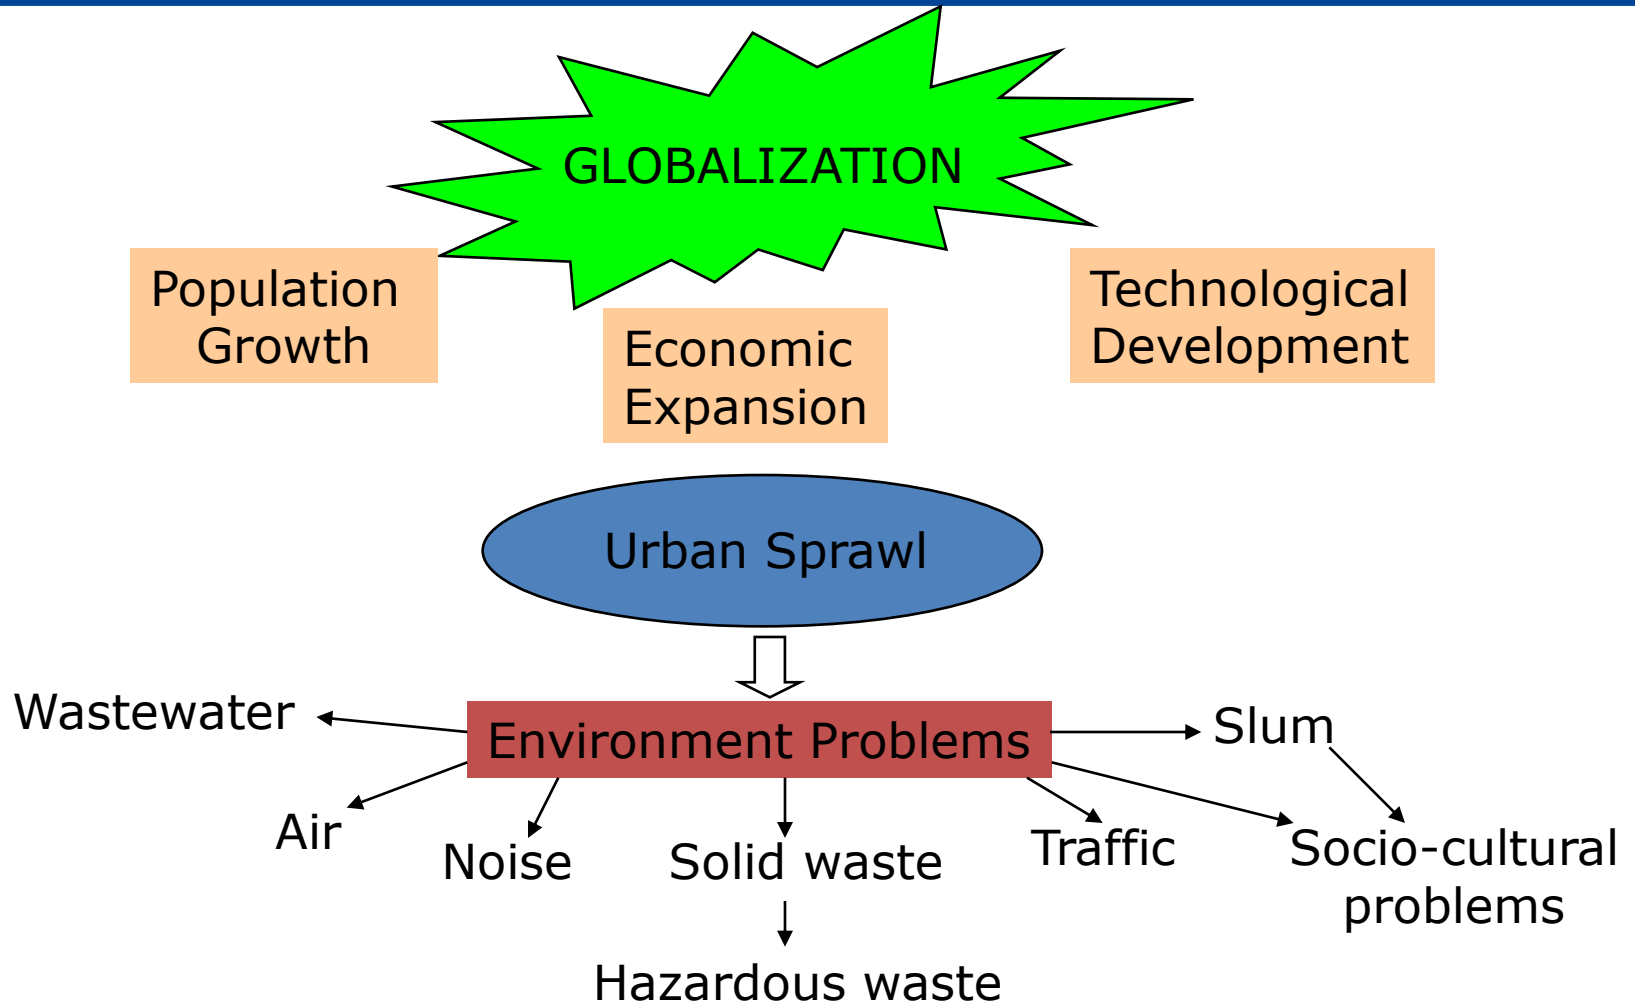 GLOBALIZATION
Population
Growth
Economic
Expansion
Technological
Development
Urban Sprawl
Environment Problems
Wastewater
Air
Noise
Solid waste
Hazardous waste
Traffic
Slum
Socio-cultural
problems